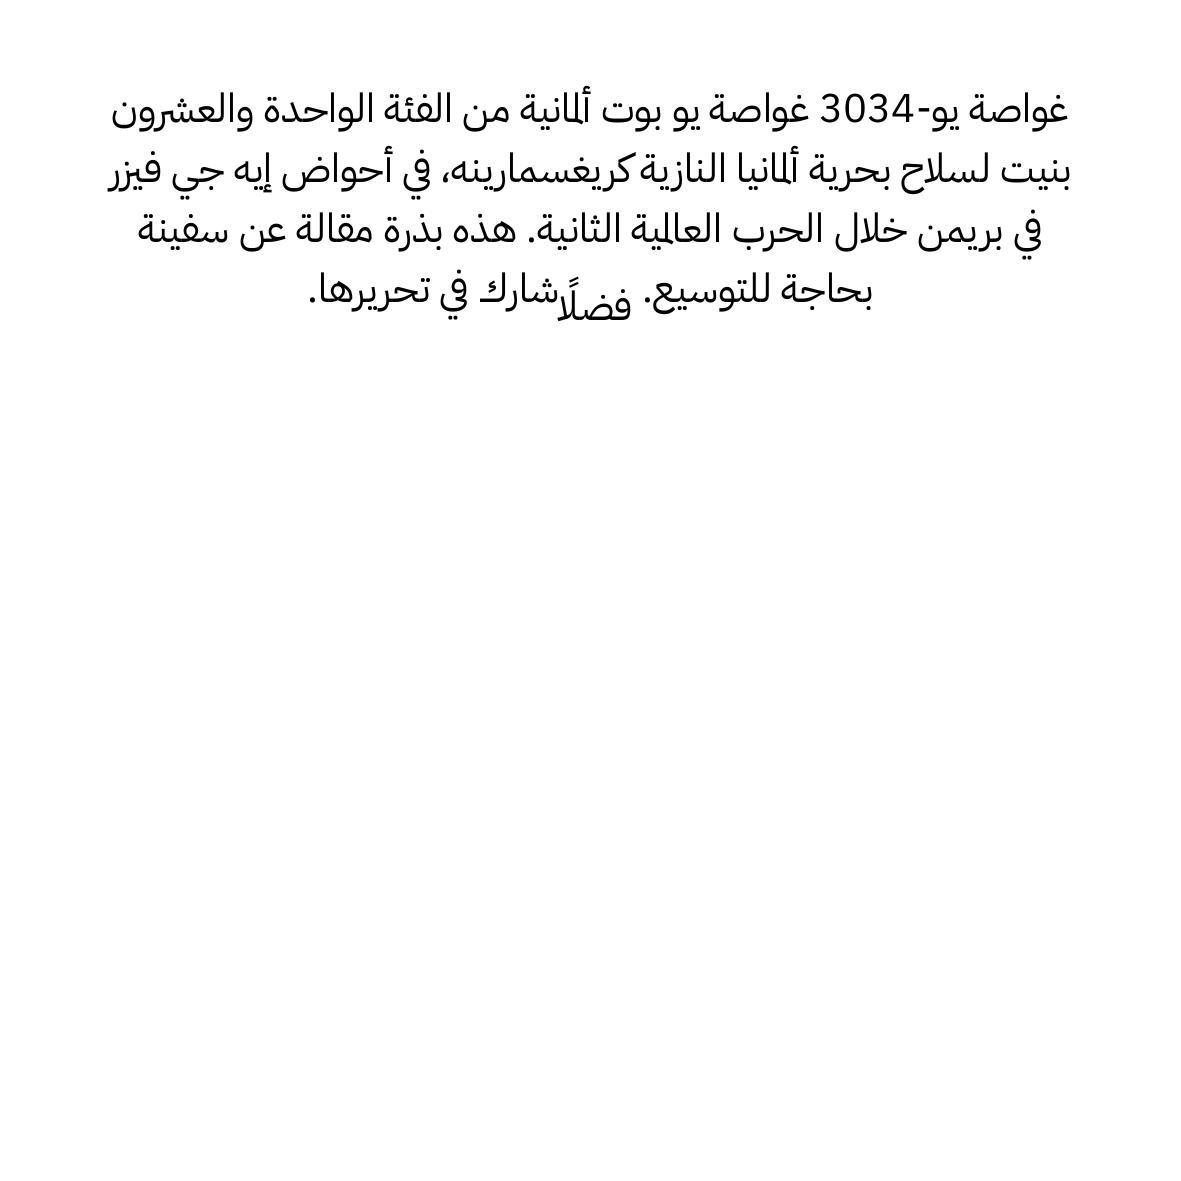 غواصة يو-3034 غواصة يو بوت ألمانية من الفئة الواحدة والعشرون
بنيت لسلاح بحرية ألمانيا النازية كريغسمارينه، في أحواض إيه جي فيزر
في بريمن خلال الحرب العالمية الثانية. هذه بذرة مقالة عن سفينة
بحاجة للتوسيع. فضلًا شارك في تحريرها.